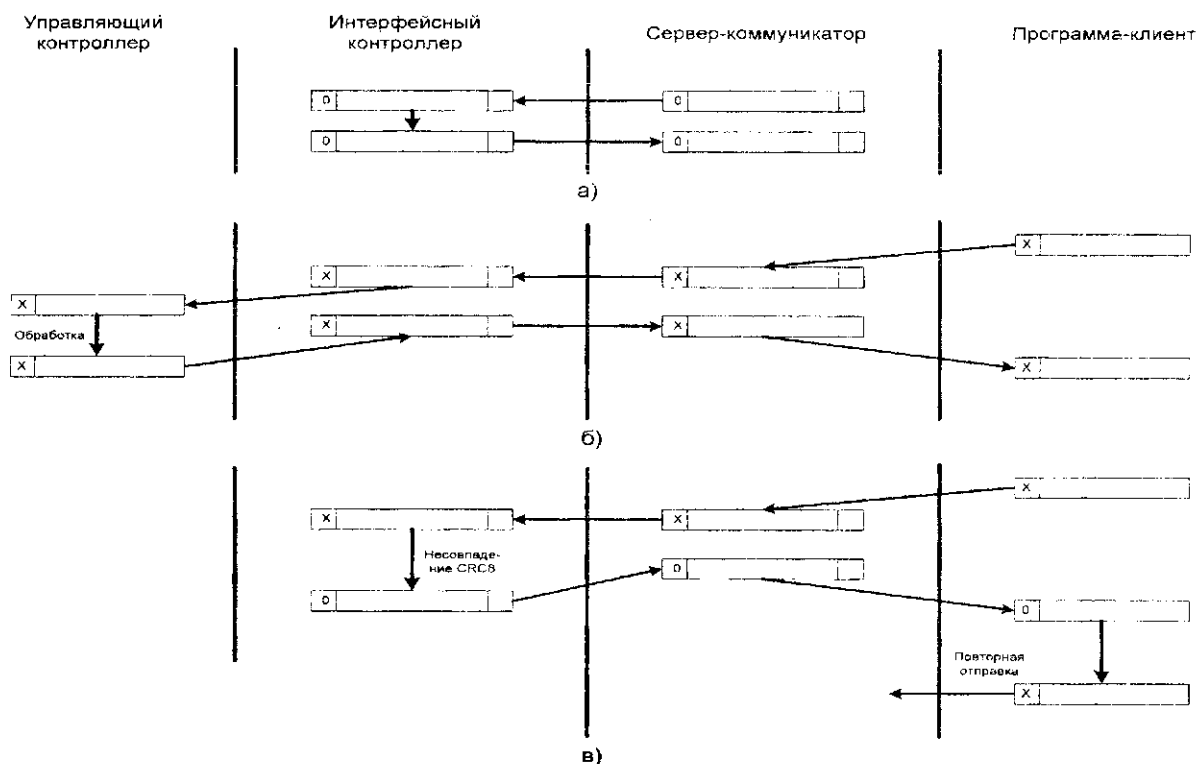 Управляющий
контроллер
Интерфейсный
контроллер
Сервер-коммуникатор
Программа-клиент
0
0
0
0
а)
X
X
X
X
Обработка
X
X
X
X
б)
X
X
X
Несовпаде-
ние CRC8
0
0
0
Повторная
отправка
X
в)